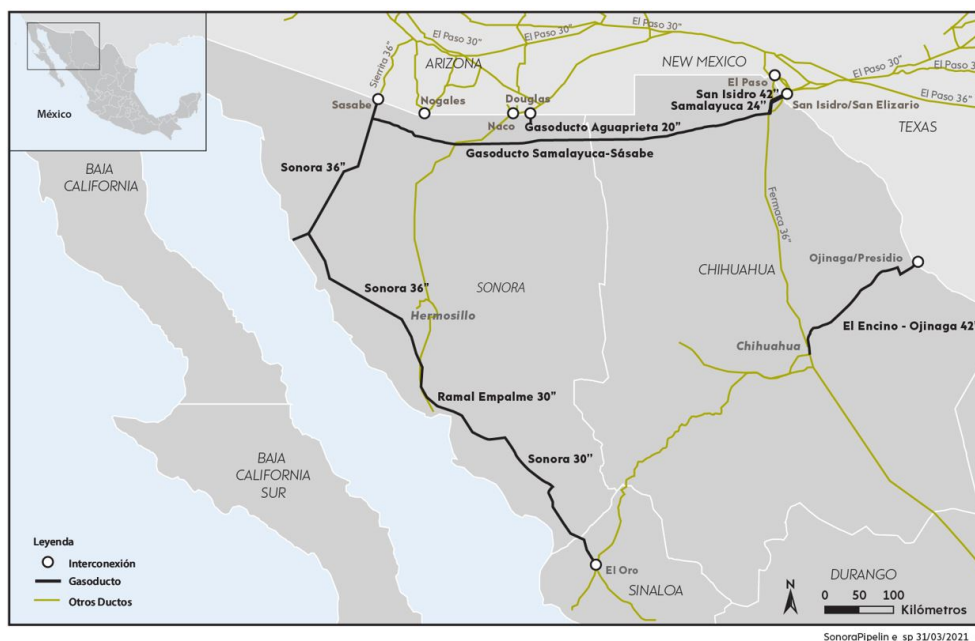 El Paso 30"
El Paso 30"
El Paso 30"
Sierrita 36"
ARIZONA
NEW MEXICO
El Paso 30"
El Paso 30"
El Paso 36"
México
Sasabe
Nogales
Douglas
Naco
Gasoducto Aguaprieta 20"
El Paso
San Isidro 42"
Samalayuca 24"
San Isidro/San Elizario
TEXAS
Gasoducto Samalayuca-Sásabe
BAJA
CALIFORNIA
Sonora 36"
Fermaca 36"
Sonora 36"
SONORA
CHIHUAHUA
Ojinaga/Presidio
Hermosillo
El Encino - Ojinaga 42"
Chihuahua
Ramal Empalme 30"
BAJA
CALIFORNIA
SUR
Sonora 30"
Leyenda
Interconexión
Gasoducto
Otros Ductos
El Oro
SINALOA
DURANGO
N
0 50 100
Kilómetros
SonoraPipelin e_sp 31/03/2021